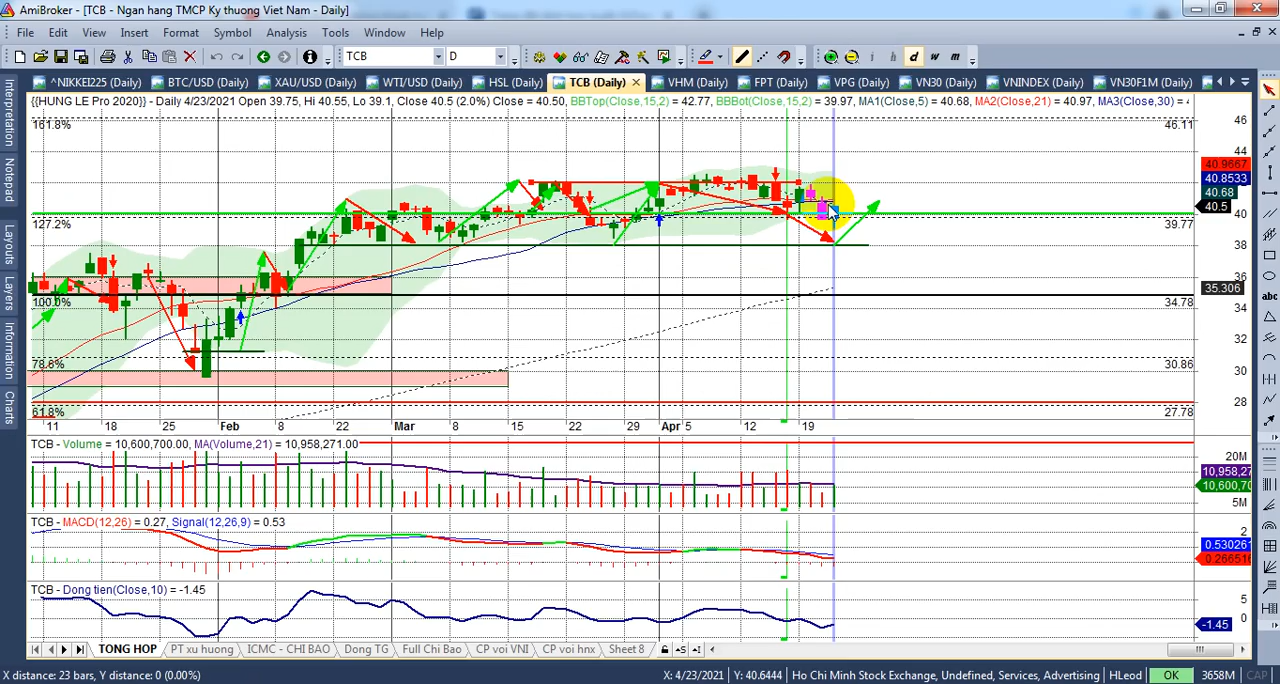 AmiBroker - [TCB - Ngan hang TMCP Ky thuong Viet Nam - Daily]
File Edit View Insert Format Symbol Analysis Tools Window Help
TCB D i d w m
^NIKKEI225 (Daily) BTC/USD (Daily) XAU/USD (Daily) WTI/USD (Daily) HSL (Daily) TCB (Daily) VHM (Daily) FPT (Daily) VPG (Daily) VN30 (Daily) VNINDEX (Daily) VN30F1M (Daily)
{{HUNG LE Pro 2020}} - Daily 4/23/2021 Open 39.75, Hi 40.55, Lo 39.1, Close 40.5 (2.0%) Close = 40.50, BBTop(Close,15,2) = 42.77, BBBot(Close,15,2) = 39.97, MA1(Close,5) = 40.68, MA2(Close,21) = 40.97, MA3(Close,30) = 4
Interpretation
Notepad
Layouts
Layers
Information
Charts
abc
161.8%
46.11
127.2%
39.77
100.0%
34.78
78.6%
30.86
61.8%
27.78
46
44
40.9667
40.8533
40.68
40.5
40
38
36
35.306
34
32
30
28
11 18 25 Feb 8 22 Mar 8 15 22 29 Apr 5 12 19
TCB - Volume = 10,600,700.00, MA(Volume,21) = 10,958,271.00
20M
10,958,27
10,600,70
5M
TCB - MACD(12,26) = 0.27, Signal(12,26,9) = 0.53
2
0.530261
0.266516
TCB - Dong tien(Close,10) = -1.45
5
0
-1.45
TONG HOP PT xu huong ICMC - CHI BAO Dong TG Full Chi Bao CP voi VNI CP voi hnx Sheet 8
X distance: 23 bars, Y distance: 0 (0.00%) X: 4/23/2021 Y: 40.6444 Ho Chi Minh Stock Exchange, Undefined, Services, Advertising HLeod OK 3658M CAP